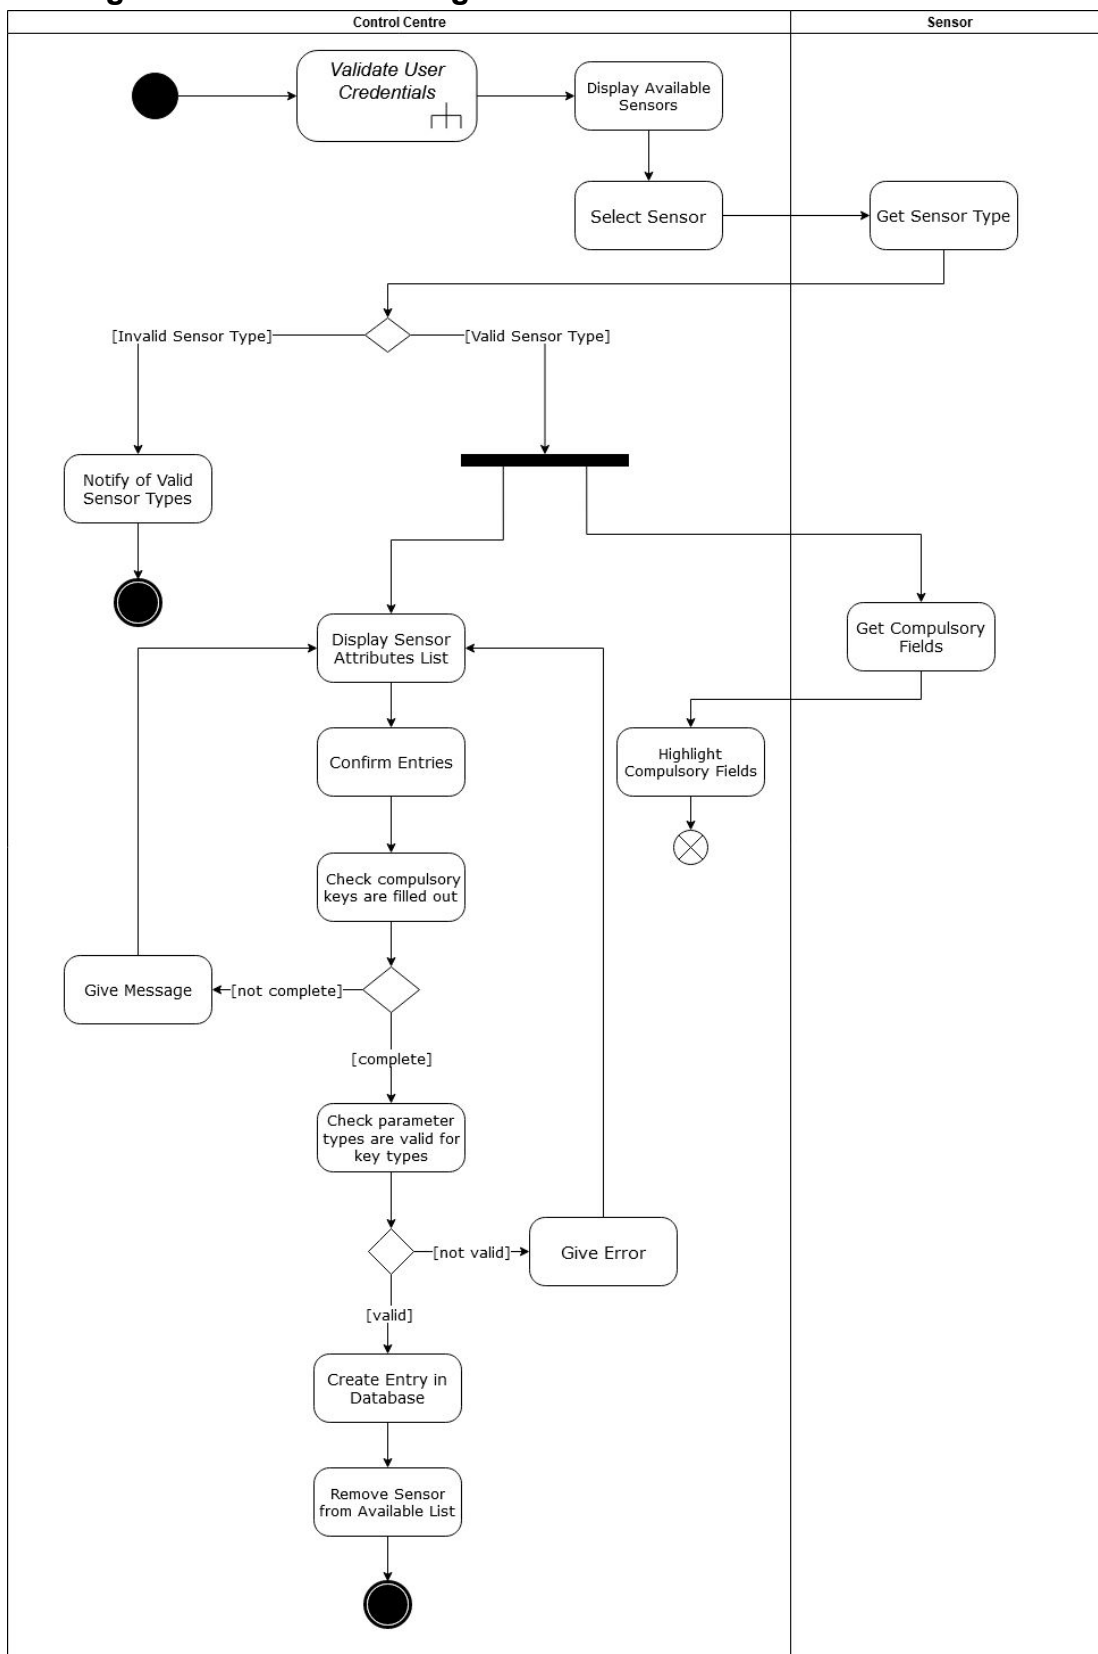 Control Centre
Sensor
Validate User
Credentials
Display Available
Sensors
Select Sensor
Get Sensor Type
[Invalid Sensor Type]
[Valid Sensor Type]
Notify of Valid
Sensor Types
Display Sensor
Attributes List
Get Compulsory
Fields
Confirm Entries
Highlight
Compulsory Fields
Check compulsory
keys are filled out
Give Message
[not complete]
[complete]
Check parameter
types are valid for
key types
[not valid]
Give Error
[valid]
Create Entry in
Database
Remove Sensor
from Available List